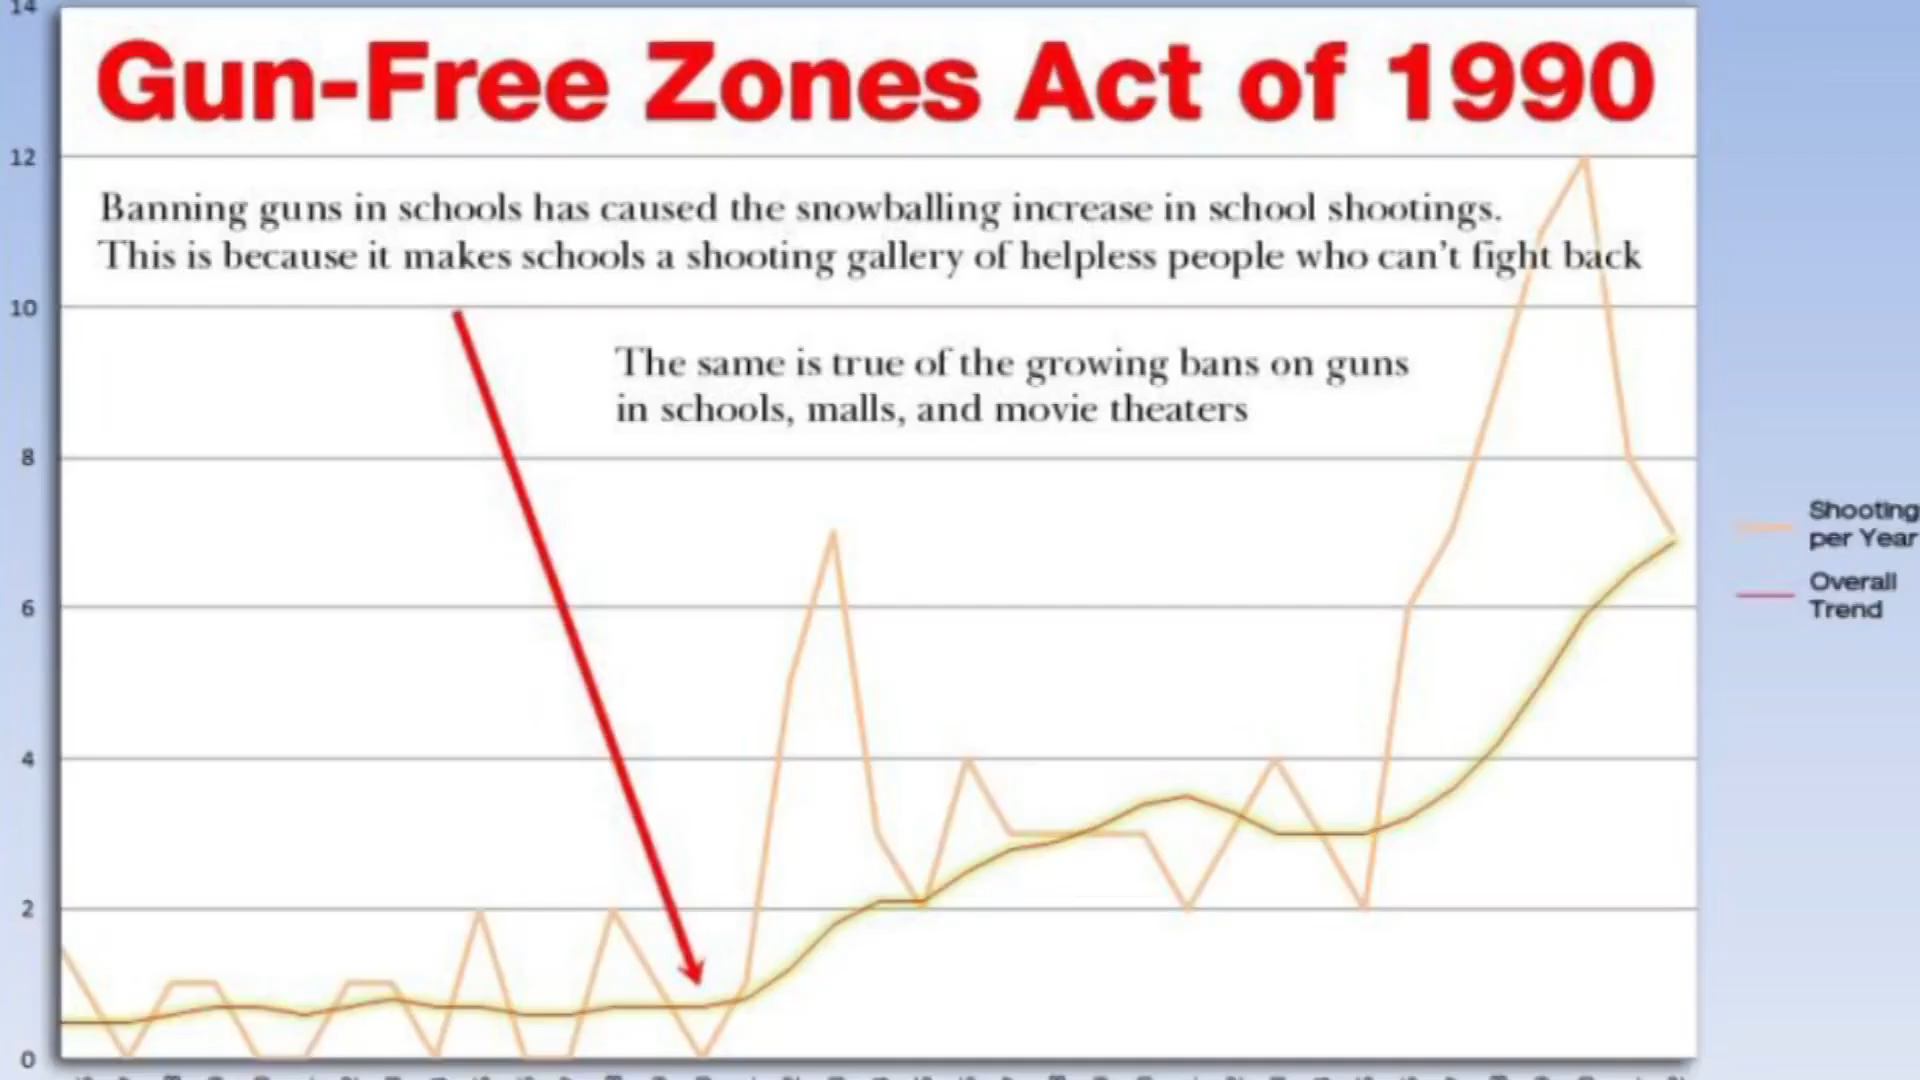 14
Gun-Free Zones Act of 1990
12
Banning guns in schools has caused the snowballing increase in school shootings.
This is because it makes schools a shooting gallery of helpless people who can't fight back
10
The same is true of the growing bans on guns
in schools, malls, and movie theaters
8
Shooting
per Year
6
Overall
Trend
4
2
0